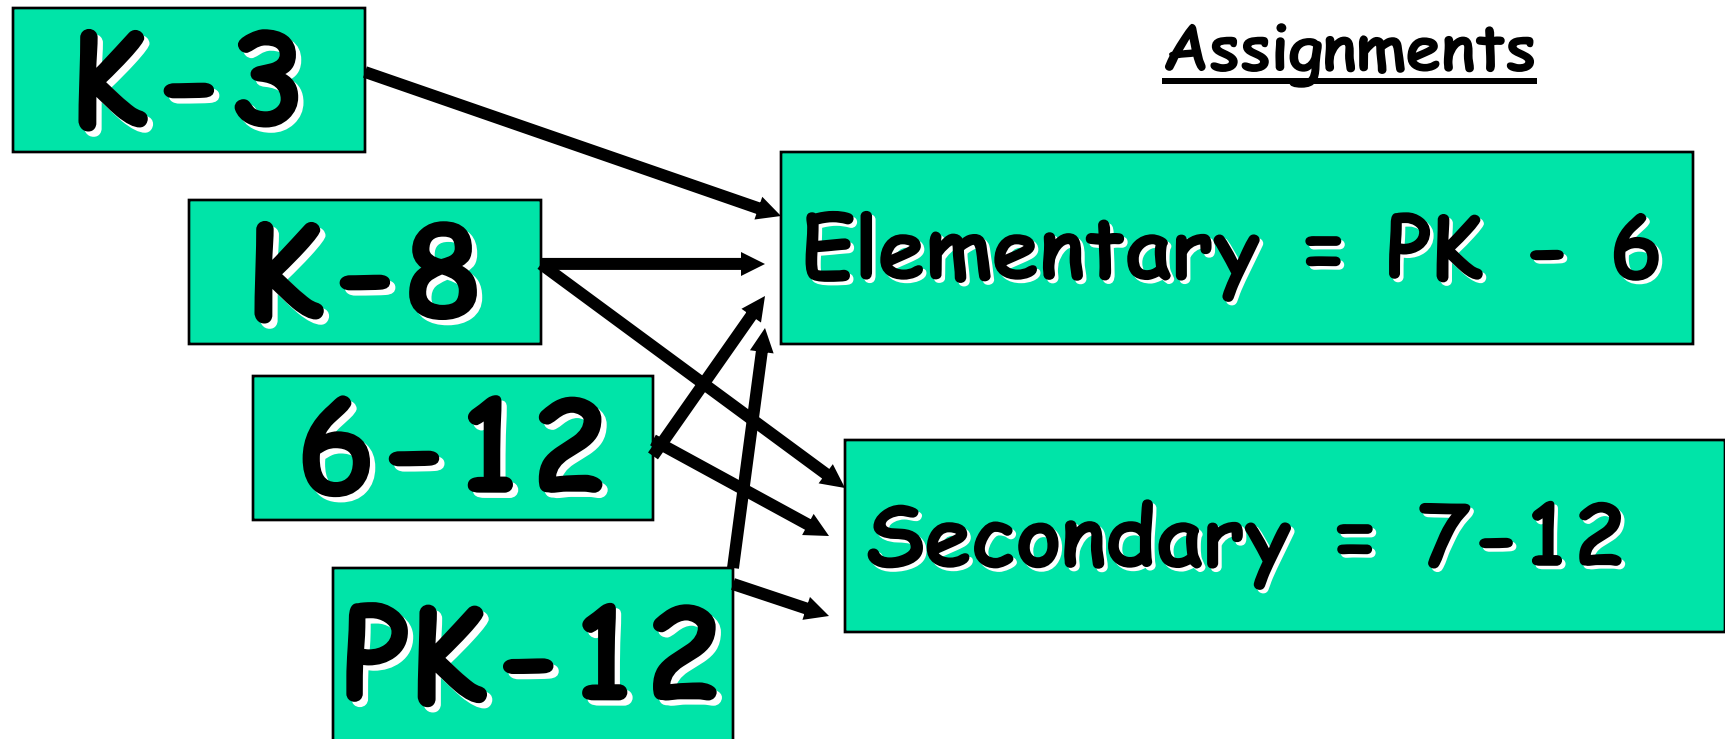 K-3
Assignments
K-8
Elementary = PK - 6
6-12
Secondary = 7-12
PK-12